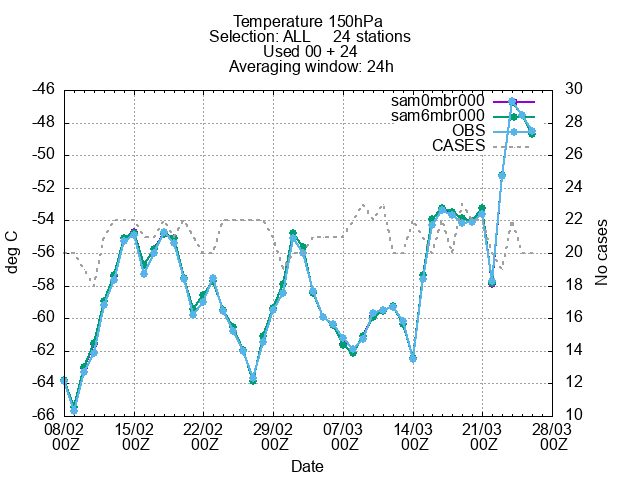 Temperature 150hPa
Selection: ALL 24 stations
Used 00 + 24
Averaging window: 24h
sam0mbr000
sam6mbr000
OBS
CASES
-46
-48
-50
-52
-54
-56
-58
-60
-62
-64
-66
deg C
30
28
26
24
22
20
18
16
14
12
10
No cases
08/02 15/02 22/02 29/02 07/03 14/03 21/03 28/03
00Z 00Z 00Z 00Z 00Z 00Z 00Z 00Z
Date